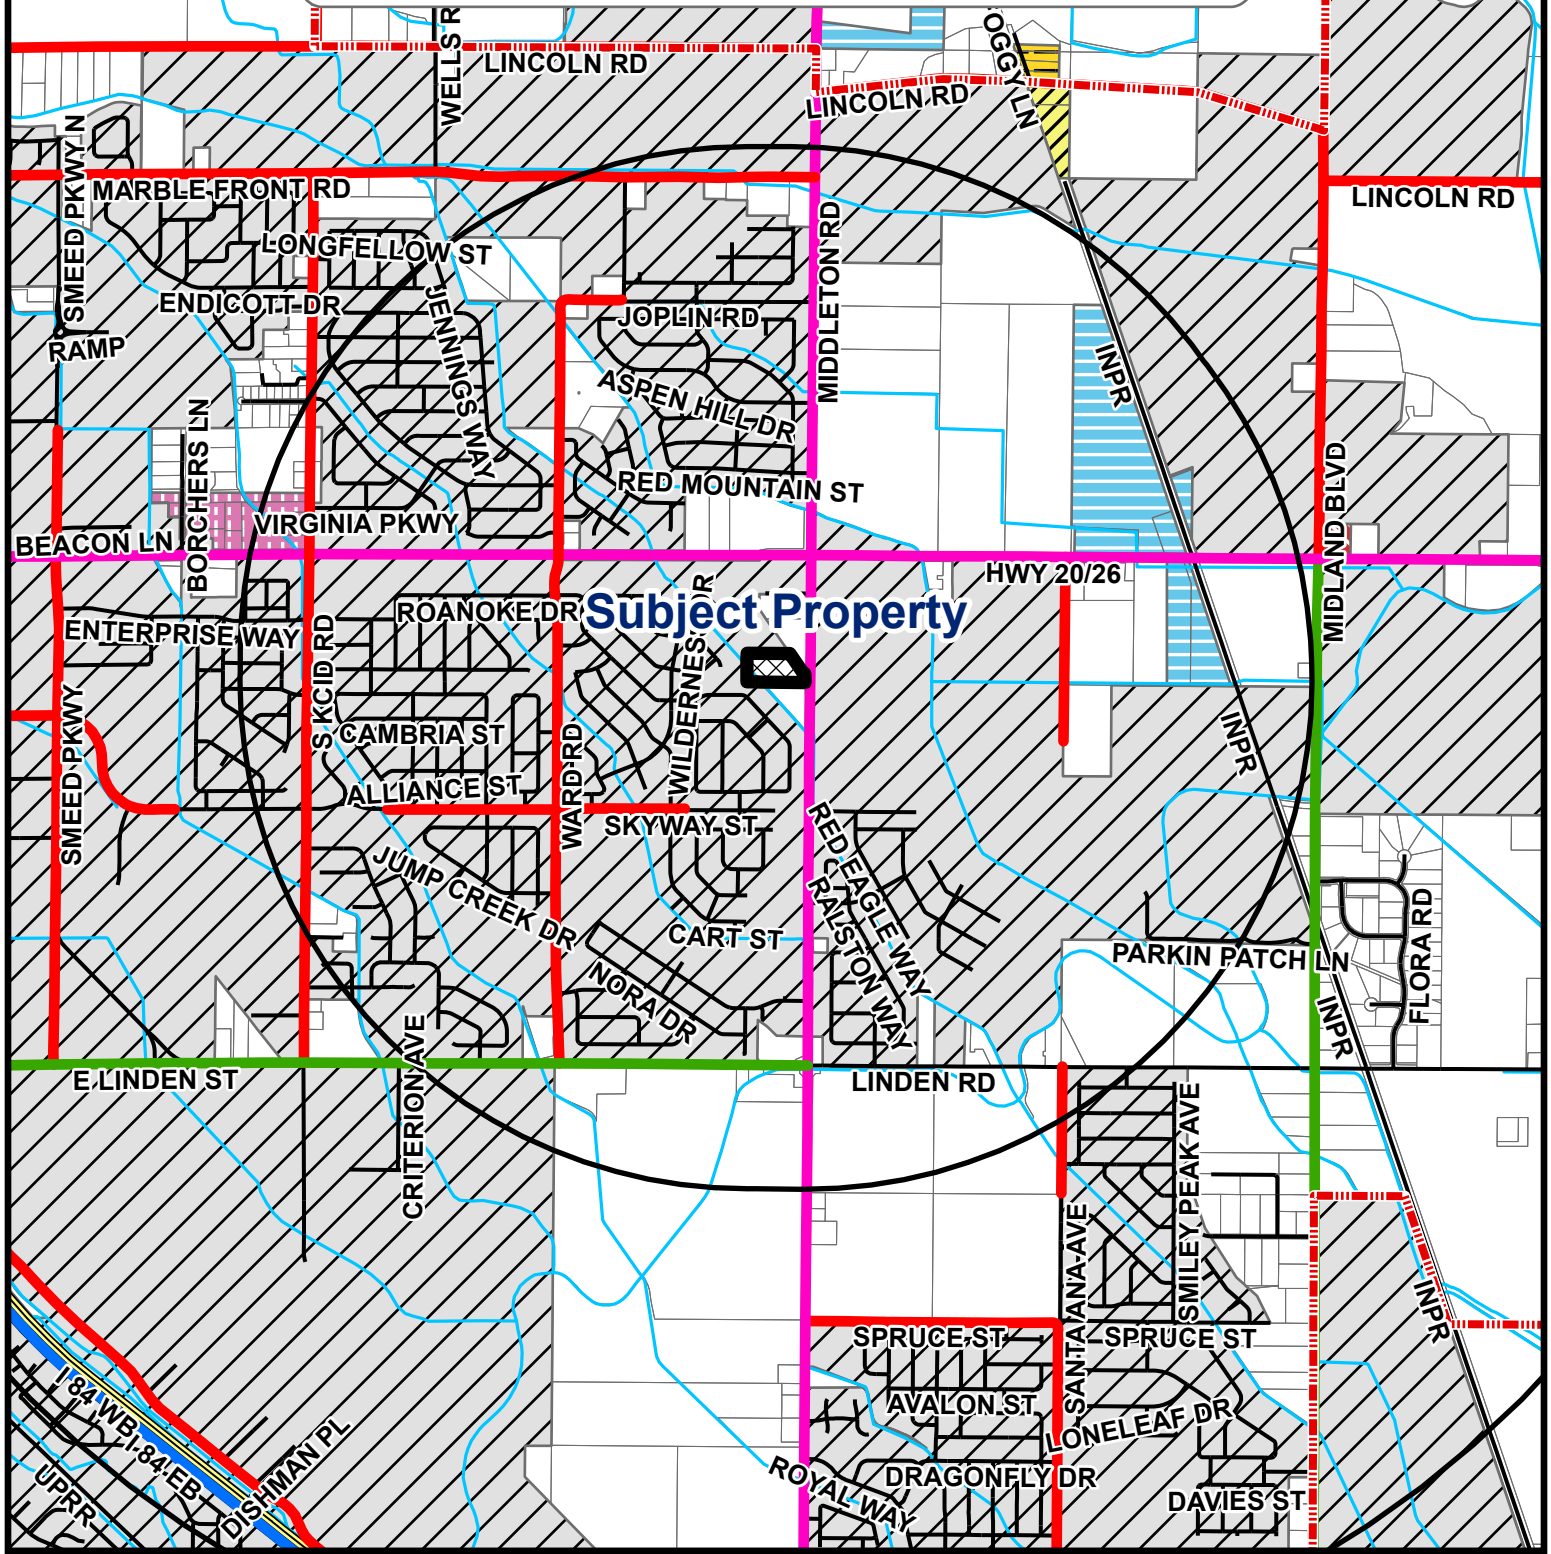 WELLS R
OGGY LN
LINCOLN RD
LINCOLN RD
LINCOLN RD
SMEED PKWY N
MARBLE FRONT RD
LONGFELLOW ST
MIDDLETON RD
ENDICOTT DR
JENNINGS WAY
JOPLIN RD
RAMP
INPR
ASPEN HILL DR
BORCHERS LN
RED MOUNTAIN ST
MIDLAND BLVD
VIRGINIA PKWY
BEACON LN
HWY 20/26
ROANOKE DR
Subject Property
WILDERNES R
ENTERPRISE WAY
S KCID RD
SMEED PKWY
CAMBRIA ST
WARD RD
INPR
ALLIANCE ST
SKYWAY ST
RED EAGLE WAY
JUMP CREEK DR
RALSTON WAY
CART ST
PARKIN PATCH LN
FLORA RD
NORA DR
INPR
CRITERION AVE
E LINDEN ST
LINDEN RD
SMILEY PEAK AVE
SANTA ANA AVE
INPR
SPRUCE ST
SPRUCE ST
AVALON ST
LONELEAF DR
I 84 WB
I 84 EB
DISHMAN PL
UPRR
ROYAL WAY
DRAGONFLY DR
DAVIES ST